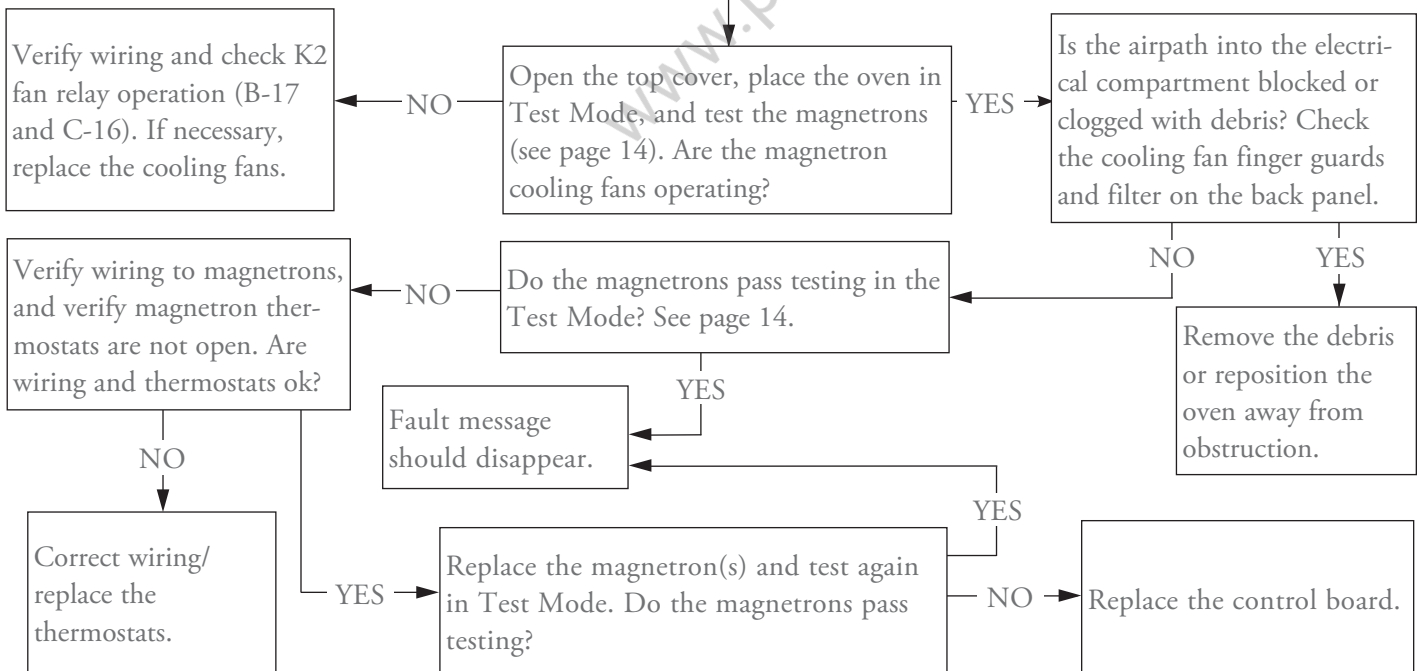 www.p
Verify wiring and check K2
fan relay operation (B-17
and C-16). If necessary,
replace the cooling fans.
NO
Open the top cover, place the oven in
Test Mode, and test the magnetrons
(see page 14). Are the magnetron
cooling fans operating?
YES
Is the airpath into the electri-
cal compartment blocked or
clogged with debris? Check
the cooling fan finger guards
and filter on the back panel.
Verify wiring to magnetrons,
and verify magnetron ther-
mostats are not open. Are
wiring and thermostats ok?
NO
Do the magnetrons pass testing in the
Test Mode? See page 14.
NO
YES
Remove the debris
or reposition the
oven away from
obstruction.
YES
Fault message
should disappear.
NO
Correct wiring/
replace the
thermostats.
YES
Replace the magnetron(s) and test again
in Test Mode. Do the magnetrons pass
testing?
YES
NO
Replace the control board.